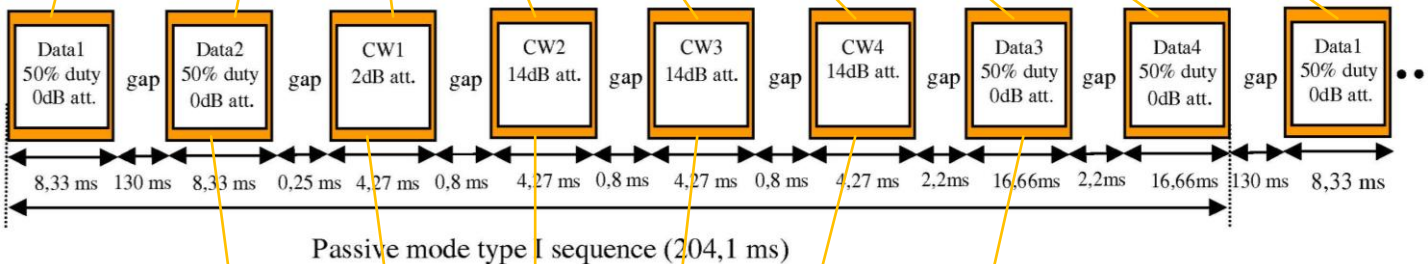 Data1
50% duty
0dB att.
gap
Data2
50% duty
0dB att.
gap
CW1
2dB att.
gap
CW2
14dB att.
gap
CW3
14dB att.
gap
CW4
14dB att.
gap
Data3
50% duty
0dB att.
gap
Data4
50% duty
0dB att.
gap
Data1
50% duty
0dB att.
8,33 ms 130 ms 8,33 ms 0,25 ms 4,27 ms 0,8 ms 4,27 ms 0,8 ms 4,27 ms 0,8 ms 4,27 ms 2,2ms 16,66ms 2,2ms 16,66ms 130 ms 8,33 ms
Passive mode type I sequence (204,1 ms)